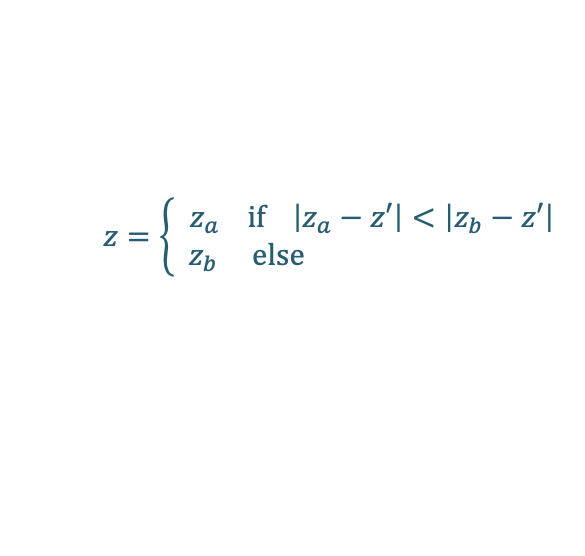 z = { z_a if |z_a − z′| < |z_b − z′|
z_b else